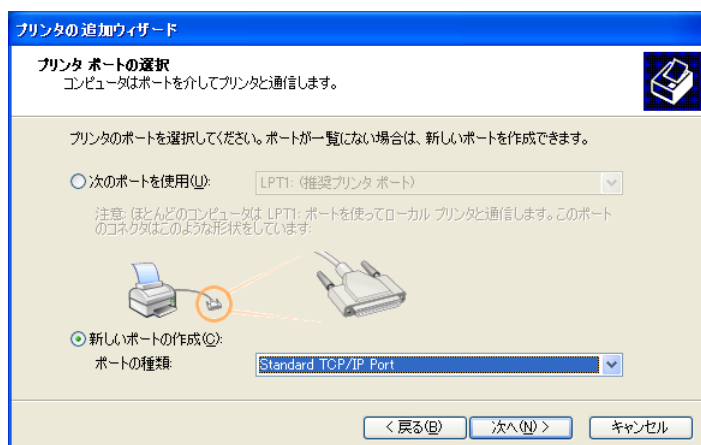 プリンタの追加ウィザード
プリンタ ポートの選択
コンピュータはポートを介してプリンタと通信します。
プリンタのポートを選択してください。ポートが一覧にない場合は、新しいポートを作成できます。
次のポートを使用(U):
LPT1: (推奨プリンタ ポート)
注意: ほとんどのコンピュータは LPT1: ポートを使ってローカル プリンタと通信します。このポート
のコネクタはこのような形状をしています:
新しいポートの作成(C):
ポートの種類:
Standard TCP/IP Port
< 戻る(B)
次へ(N) >
キャンセル